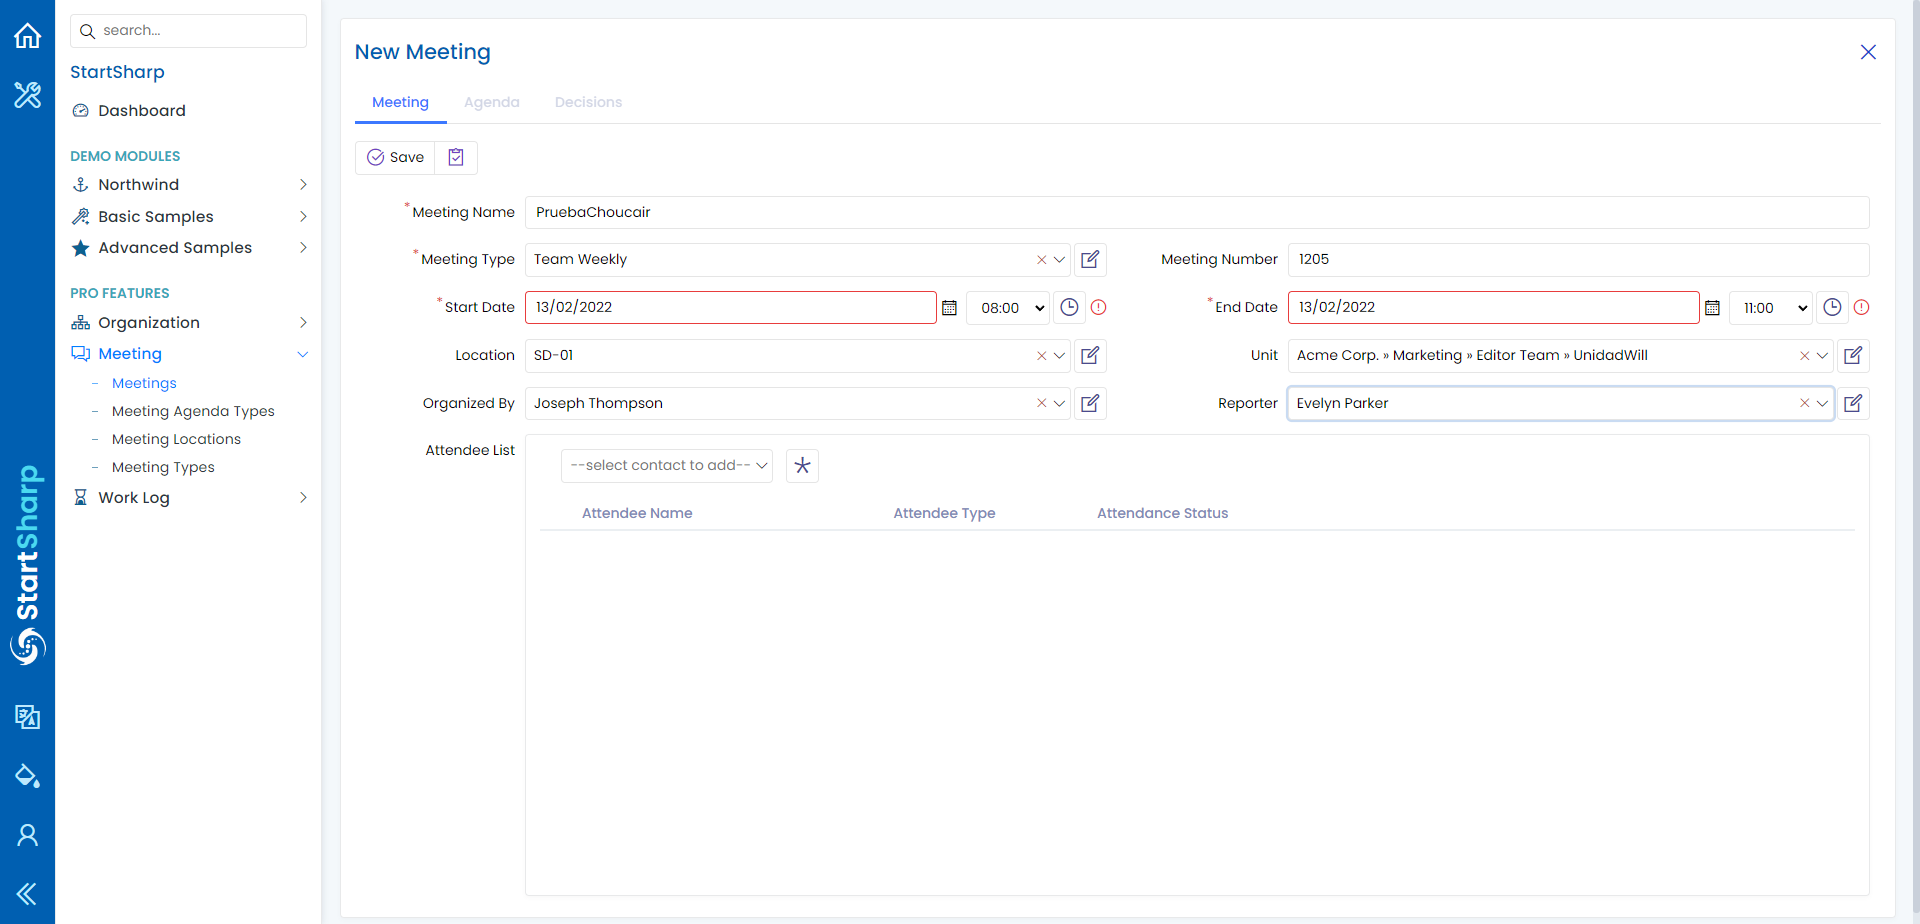 search...
StartSharp
Dashboard
DEMO MODULES
Northwind
Basic Samples
Advanced Samples
PRO FEATURES
Organization
Meeting
- Meetings
- Meeting Agenda Types
- Meeting Locations
- Meeting Types
Work Log
StartSharp
New Meeting
Meeting Agenda Decisions
Save
*Meeting Name PruebaChoucair
*Meeting Type Team Weekly Meeting Number 1205
*Start Date 13/02/2022 08:00 *End Date 13/02/2022 11:00
Location SD-01 Unit Acme Corp. » Marketing » Editor Team » UnidadWill
Organized By Joseph Thompson Reporter Evelyn Parker
Attendee List
--select contact to add--
Attendee Name Attendee Type Attendance Status